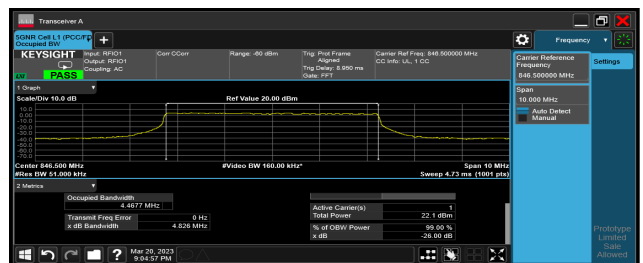 Transceiver A
5GNR Cell L1 (PCC/FD
Occupied BW
Frequency
KEYSIGHT
Input: RFIO1
Output: RFIO1
Coupling: AC
Corr CCorr
Range: -60 dBm
Trig: Prot Frame
Aligned
Trig Delay: 8.950 ms
Gate: FFT
Carrier Ref Freq: 846.500000 MHz
CC Info: UL, 1 CC
PASS
Carrier Reference
Frequency
846.500000 MHz
Settings
Span
10.000 MHz
Auto Detect
Manual
1 Graph
Scale/Div 10.0 dB
Ref Value 20.00 dBm
10.0
0.00
-10.0
-20.0
-30.0
-40.0
-50.0
-60.0
-70.0
Center 846.500 MHz
#Video BW 160.00 kHz*
Span 10 MHz
#Res BW 51.000 kHz
Sweep 4.73 ms (1001 pts)
2 Metrics
Occupied Bandwidth
4.4677 MHz
Transmit Freq Error
0 Hz
x dB Bandwidth
4.826 MHz
Active Carrier(s)
1
Total Power
22.1 dBm
% of OBW Power
99.00 %
x dB
-26.00 dB
Prototype
Limited
Sale
Allowed
?
Mar 20, 2023
9:04:57 PM